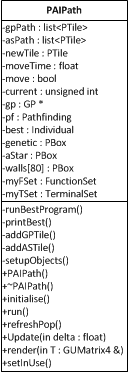 PAIPath
-gpPath : list<PTile>
-asPath : list<PTile>
-newTile : PTile
-moveTime : float
-move : bool
-current : unsigned int
-gp : GP *
-pf : Pathfinding
-best : Individual
-genetic : PBox
-aStar : PBox
-walls[80] : PBox
-myFSet : FunctionSet
-myTSet : TerminalSet
-runBestProgram()
-printBest()
-addGPTile()
-addASTile()
-setupObjects()
+PAIPath()
+~PAIPath()
+initialise()
+run()
+refreshPop()
+Update(in delta : float)
+render(in T : GUMatrix4 &)
+setInUse()